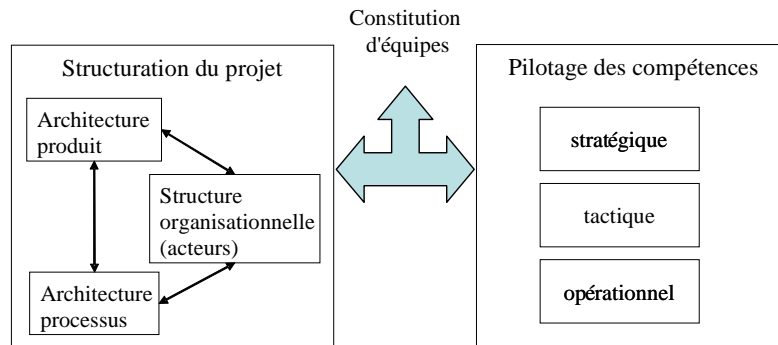 Constitution
d'équipes
Structuration du projet
Architecture
produit
Structure
organisationnelle
(acteurs)
Architecture
processus
Pilotage des compétences
stratégique
tactique
opérationnel